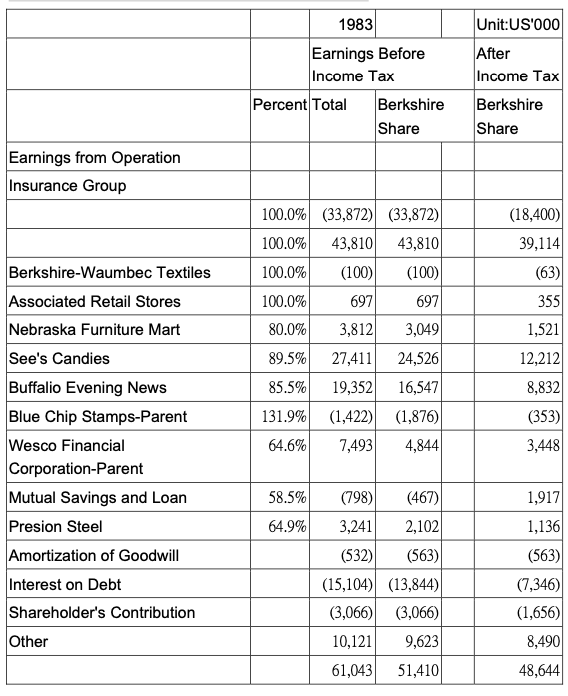 1983 Unit:US'000
Earnings Before After
Income Tax Income Tax
Percent Total Berkshire Berkshire
Share Share
Earnings from Operation
Insurance Group
100.0% (33,872) (33,872) (18,400)
100.0% 43,810 43,810 39,114
Berkshire-Waumbec Textiles 100.0% (100) (100) (63)
Associated Retail Stores 100.0% 697 697 355
Nebraska Furniture Mart 80.0% 3,812 3,049 1,521
See's Candies 89.5% 27,411 24,526 12,212
Buffalio Evening News 85.5% 19,352 16,547 8,832
Blue Chip Stamps-Parent 131.9% (1,422) (1,876) (353)
Wesco Financial 64.6% 7,493 4,844 3,448
Corporation-Parent
Mutual Savings and Loan 58.5% (798) (467) 1,917
Presion Steel 64.9% 3,241 2,102 1,136
Amortization of Goodwill (532) (563) (563)
Interest on Debt (15,104) (13,844) (7,346)
Shareholder's Contribution (3,066) (3,066) (1,656)
Other 10,121 9,623 8,490
61,043 51,410 48,644